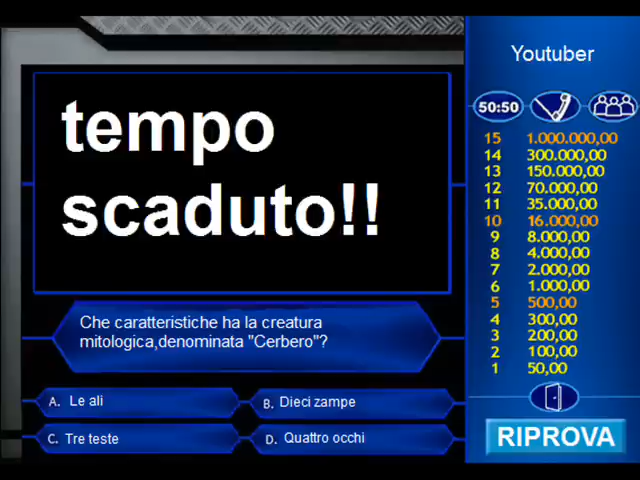 tempo
scaduto!!
Che caratteristiche ha la creatura
mitologica,denominata "Cerbero"?
A. Le ali
B. Dieci zampe
C. Tre teste
D. Quattro occhi
Youtuber
50:50
15 1.000.000,00
14 300.000,00
13 150.000,00
12 70.000,00
11 35.000,00
10 16.000,00
9 8.000,00
8 4.000,00
7 2.000,00
6 1.000,00
5 500,00
4 300,00
3 200,00
2 100,00
1 50,00
RIPROVA